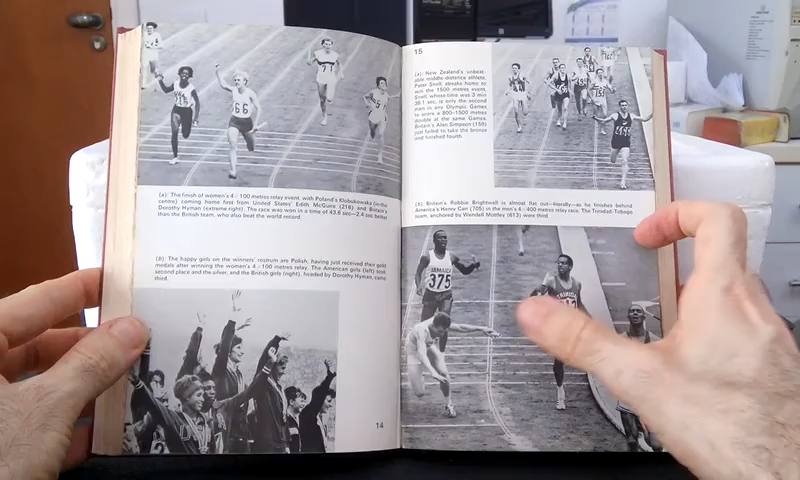 (a) The finish of women's 4×100 metres relay event, with Poland's Klobukowska (in the
centre) coming home first from United States' Edith McGuire (216) and Britain's
Dorothy Hyman (extreme right). The race was won in a time of 43.6 sec—2.4 sec better
than the British team, who also beat the world record.
(b) The happy girls on the winners' rostrum are Polish, having just received their gold
medals after winning the women's 4×100 metres relay. The American girls (left) took
second place and the silver, and the British girls (right), headed by Dorothy Hyman, came
third.
14
66
71
15
(a) New Zealand's unbeat-
able middle-distance athlete,
Peter Snell, streaks home to
win the 1500 metres event.
Snell, whose time was 3 min
38.1 sec, is only the second
man in any Olympic Games
to score a 800–1500 metres
double at the same Games.
Britain's Alan Simpson (159)
just failed to take the bronze
and finished fourth.
(b) Britain's Robbie Brightwell is almost flat out—literally—as he finishes behind
America's Henry Carr (705) in the men's 4×400 metres relay race. The Trinidad-Tobago
team, anchored by Wendell Mottley (613) were third.
JAMAICA
375